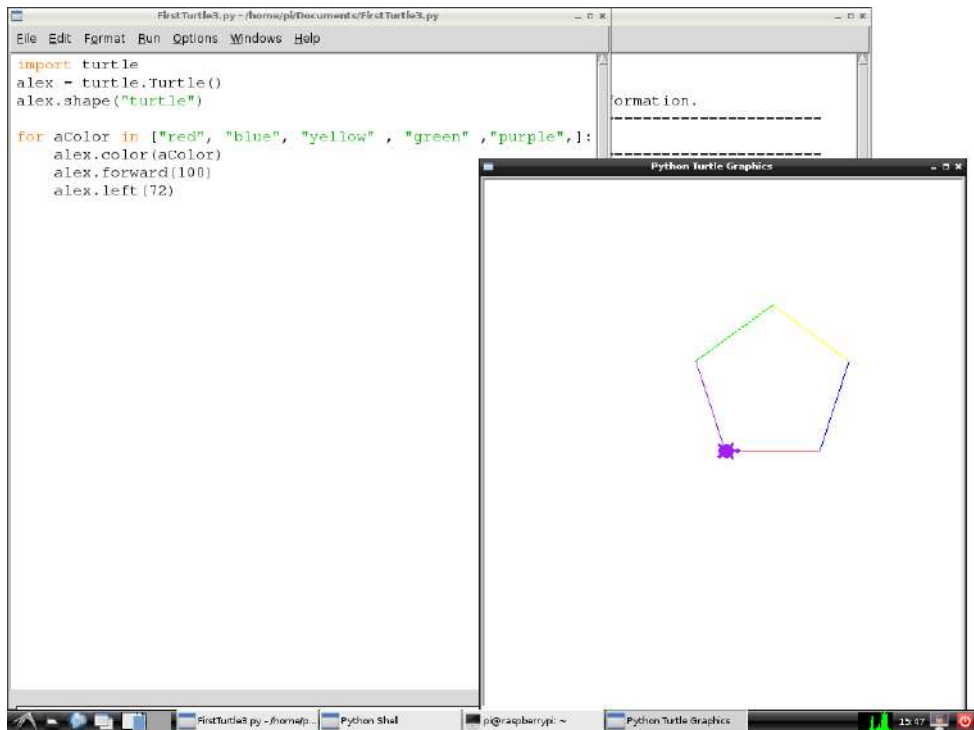 FirstTurtle3.py - /home/pi/Documents/FirstTurtle3.py
File Edit Format Run Options Windows Help
import turtle
alex = turtle.Turtle()
alex.shape("turtle")
for aColor in ["red", "blue", "yellow" , "green" ,"purple",]:
    alex.color(aColor)
    alex.forward(100)
    alex.left(72)
ormation.
----------------------
----------------------
Python Turtle Graphics
FirstTurtle3.py - /home/p...
Python Shell
pi@raspberrypi: ~
Python Turtle Graphics
15:47